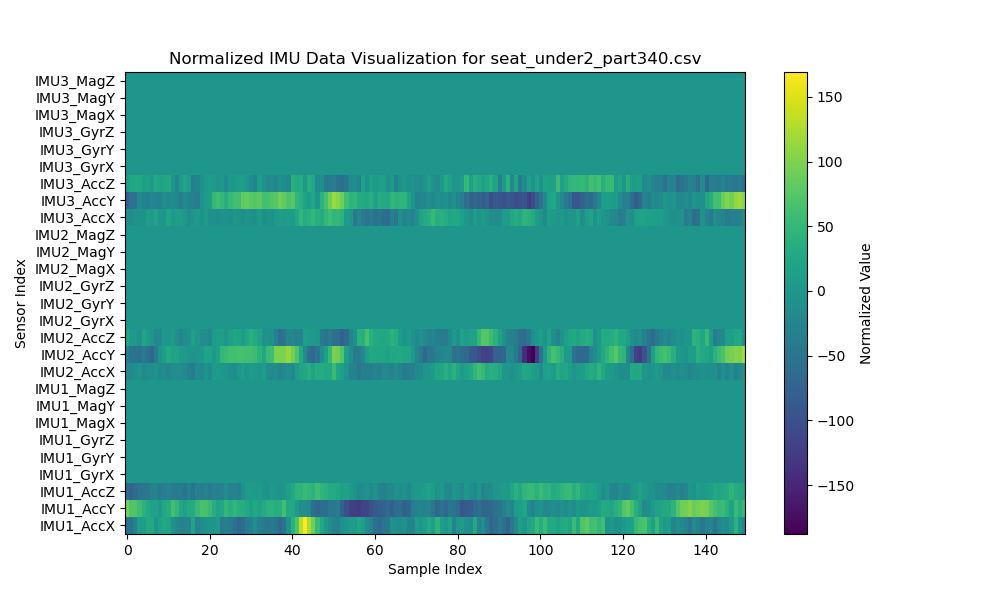 Normalized IMU Data Visualization for seat_under2_part340.csv
IMU3_MagZ
IMU3_MagY
IMU3_MagX
IMU3_GyrZ
IMU3_GyrY
IMU3_GyrX
IMU3_AccZ
IMU3_AccY
IMU3_AccX
IMU2_MagZ
IMU2_MagY
IMU2_MagX
IMU2_GyrZ
IMU2_GyrY
IMU2_GyrX
IMU2_AccZ
IMU2_AccY
IMU2_AccX
IMU1_MagZ
IMU1_MagY
IMU1_MagX
IMU1_GyrZ
IMU1_GyrY
IMU1_GyrX
IMU1_AccZ
IMU1_AccY
IMU1_AccX
Sensor Index
0 20 40 60 80 100 120 140
Sample Index
150
100
50
0
−50
−100
−150
Normalized Value